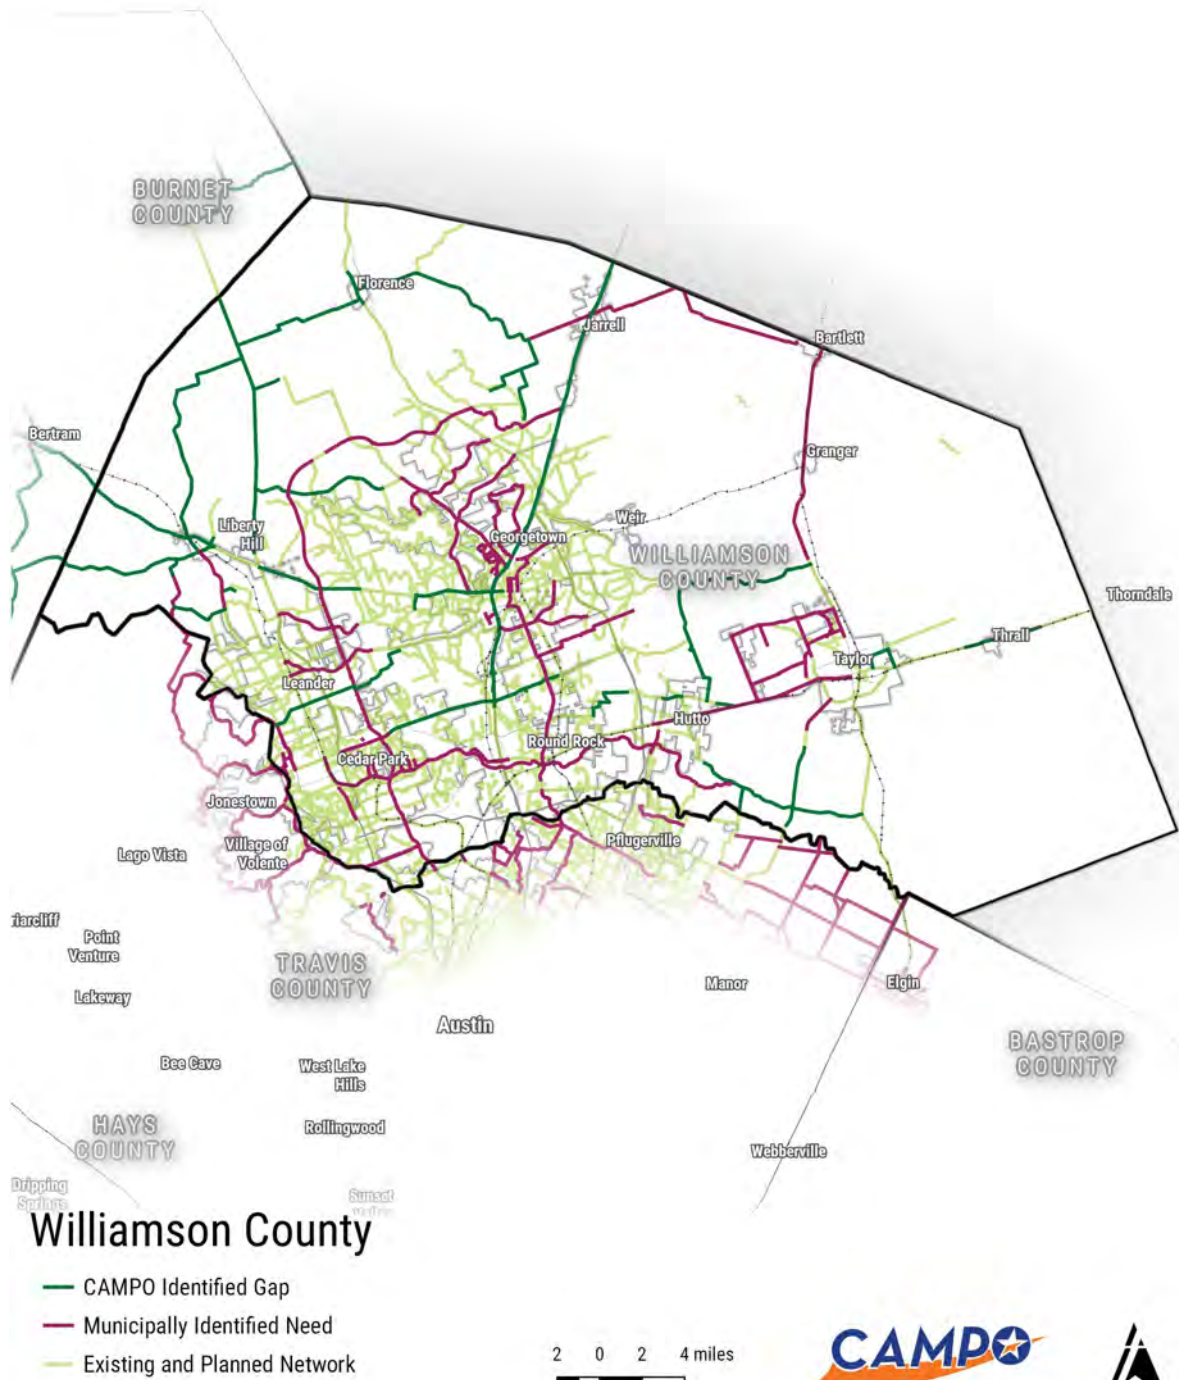 BURNET
COUNTY
Florence
Jarrell
Bartlett
Bertram
Granger
Liberty
Hill
Weir
Georgetown
WILLIAMSON
COUNTY
Thorndale
Thrall
Taylor
Leander
Hutto
Round Rock
Cedar Park
Jonestown
Pflugerville
Village of
Volente
Lago Vista
riarcliff
Point
Venture
TRAVIS
COUNTY
Manor
Elgin
Lakeway
Austin
BASTROP
COUNTY
Bee Cave
West Lake
Hills
HAYS
COUNTY
Rollingwood
Webberville
Dripping
Springs
Sunset
Williamson County
CAMPO Identified Gap
Municipally Identified Need
Existing and Planned Network
2 0 2 4 miles
CAMPO